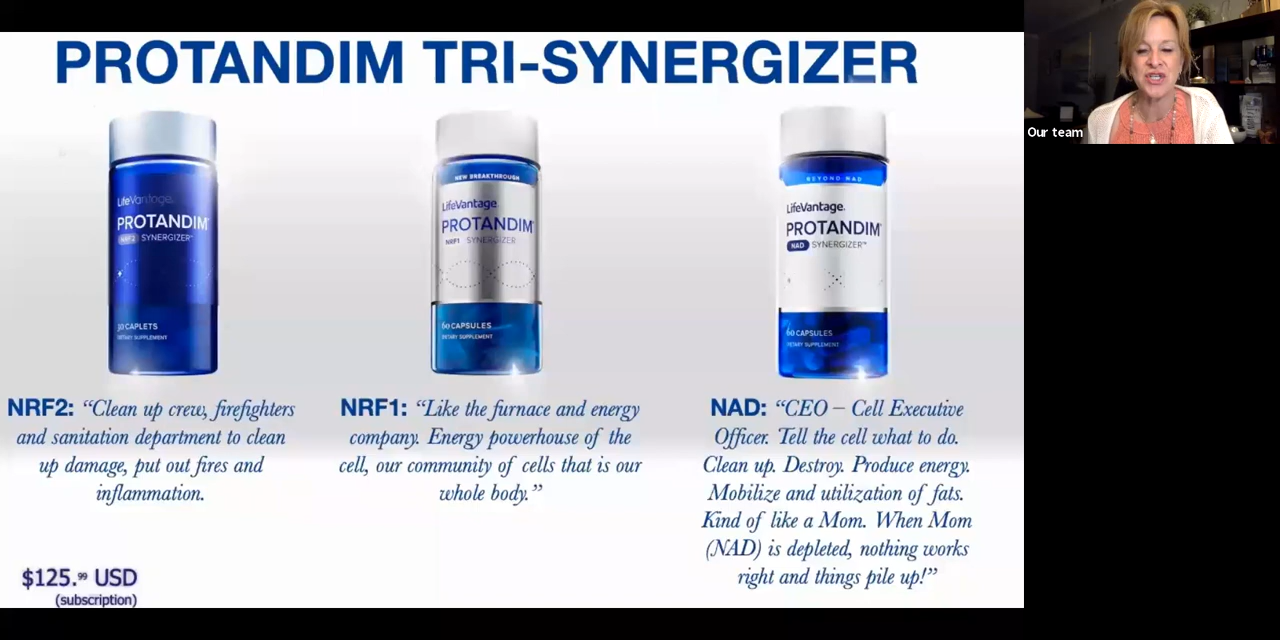 PROTANDIM TRI-SYNERGIZER
Our team
LifeVantage.
PROTANDIM
NRF2 SYNERGIZER™
30 CAPLETS
DIETARY SUPPLEMENT
NEW BREAKTHROUGH
LifeVantage.
PROTANDIM
NRF1 SYNERGIZER
60 CAPSULES
DIETARY SUPPLEMENT
BEYOND NAD
LifeVantage.
PROTANDIM
NAD SYNERGIZER™
60 CAPSULES
DIETARY SUPPLEMENT
NRF2: “Clean up crew, firefighters
and sanitation department to clean
up damage, put out fires and
inflammation.
NRF1: “Like the furnace and energy
company. Energy powerhouse of the
cell, our community of cells that is our
whole body.”
NAD: “CEO – Cell Executive
Officer. Tell the cell what to do.
Clean up. Destroy. Produce energy.
Mobilize and utilization of fats.
Kind of like a Mom. When Mom
(NAD) is depleted, nothing works
right and things pile up!”
$125.99 USD
(subscription)